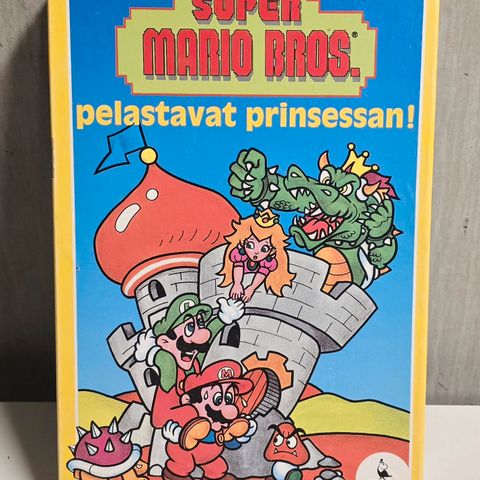 SUPER
MARIO BROS.®
pelastavat prinsessan!
L
M